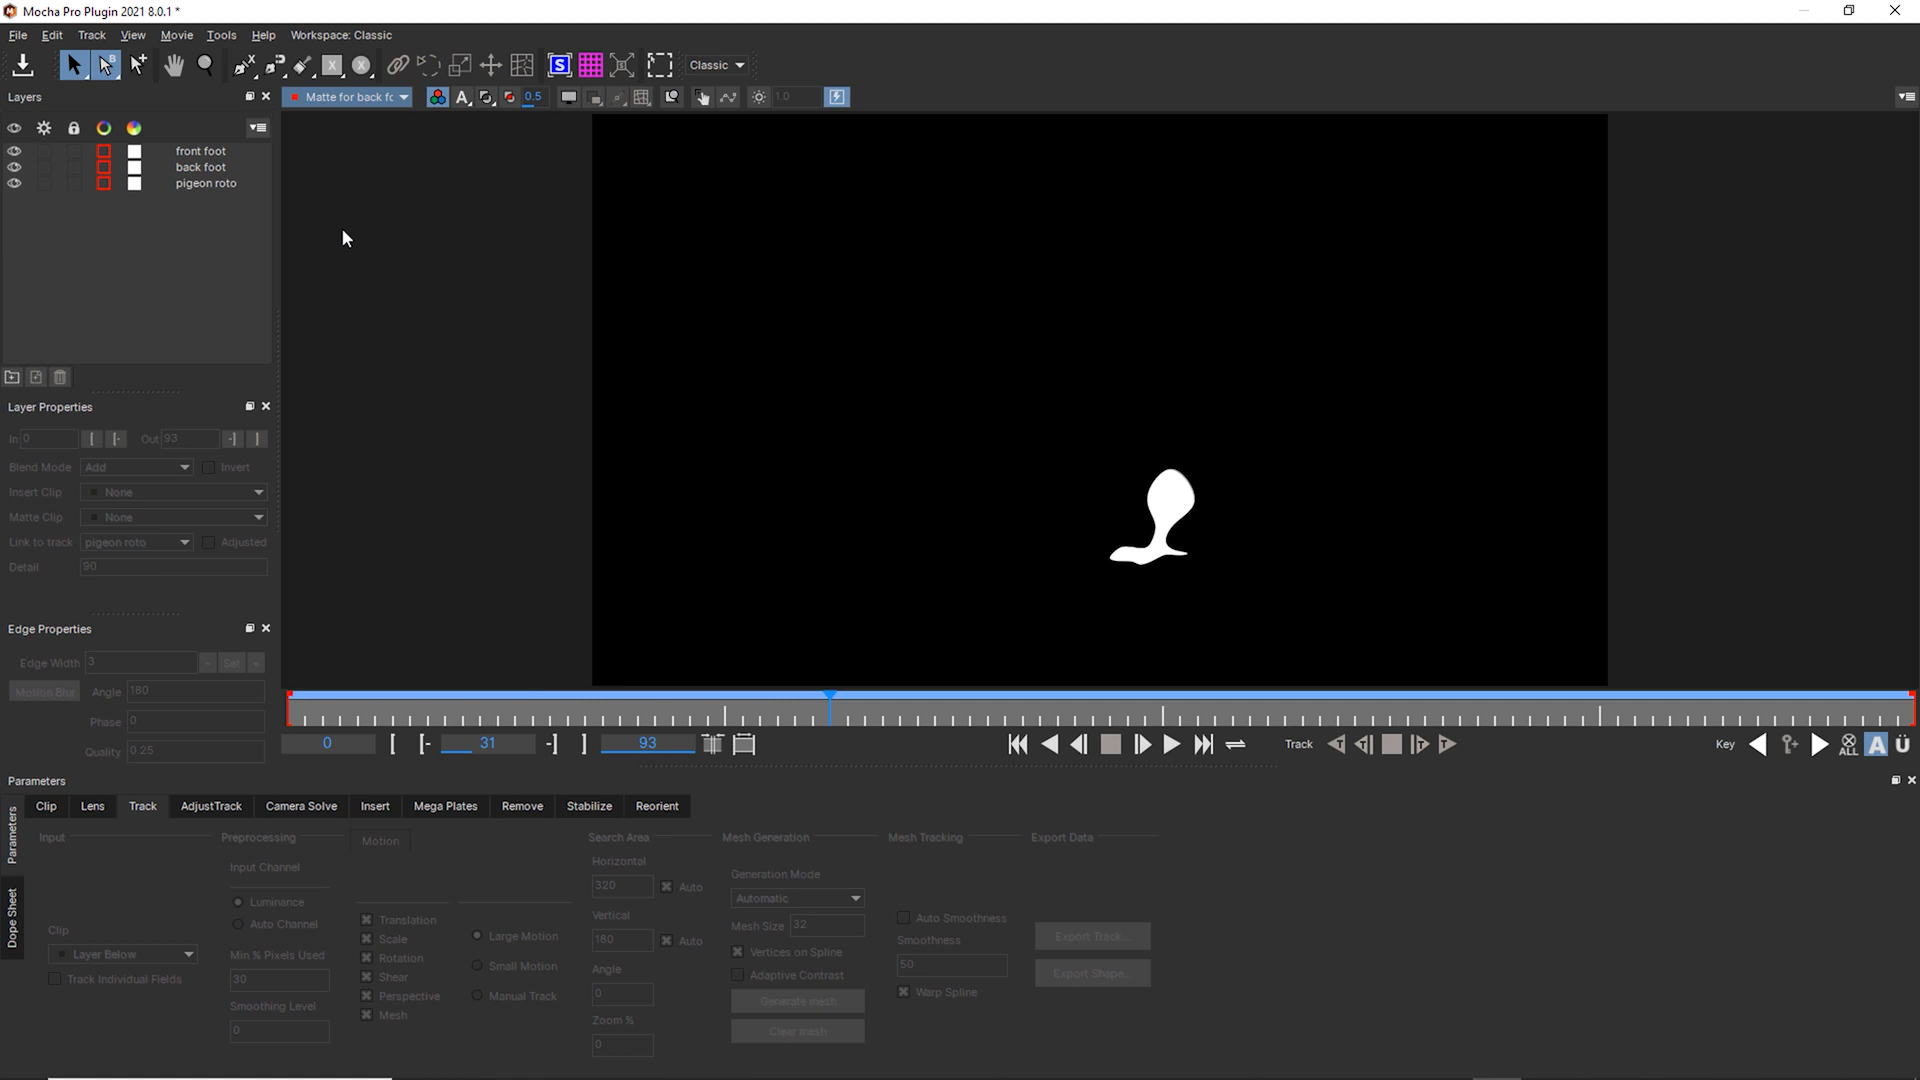 Mocha Pro Plugin 2021 8.0.1 *
File Edit Track View Movie Tools Help Workspace: Classic
Classic
Layers
Matte for back fc
A
0.5
1.0
front foot
back foot
pigeon roto
Layer Properties
In 0 Out 93
Blend Mode Add Invert
Insert Clip None
Matte Clip None
Link to track pigeon roto Adjusted
Detail 90
Edge Properties
Edge Width 3 - Set +
Motion Blur Angle 180
Phase 0
Quality 0.25
0 31 93 Track Key ALL A Ü
Parameters
Parameters
Dope Sheet
Clip Lens Track AdjustTrack Camera Solve Insert Mega Plates Remove Stabilize Reorient
Input
Clip
Layer Below
Track Individual Fields
Preprocessing
Input Channel
Luminance
Auto Channel
Min % Pixels Used
30
Smoothing Level
0
Motion
Translation
Scale
Rotation
Shear
Perspective
Mesh
Large Motion
Small Motion
Manual Track
Search Area
Horizontal
320 Auto
Vertical
180 Auto
Angle
0
Zoom %
0
Mesh Generation
Generation Mode
Automatic
Mesh Size 32
Vertices on Spline
Adaptive Contrast
Generate mesh
Clear mesh
Mesh Tracking
Auto Smoothness
Smoothness
50
Warp Spline
Export Data
Export Track...
Export Shape...